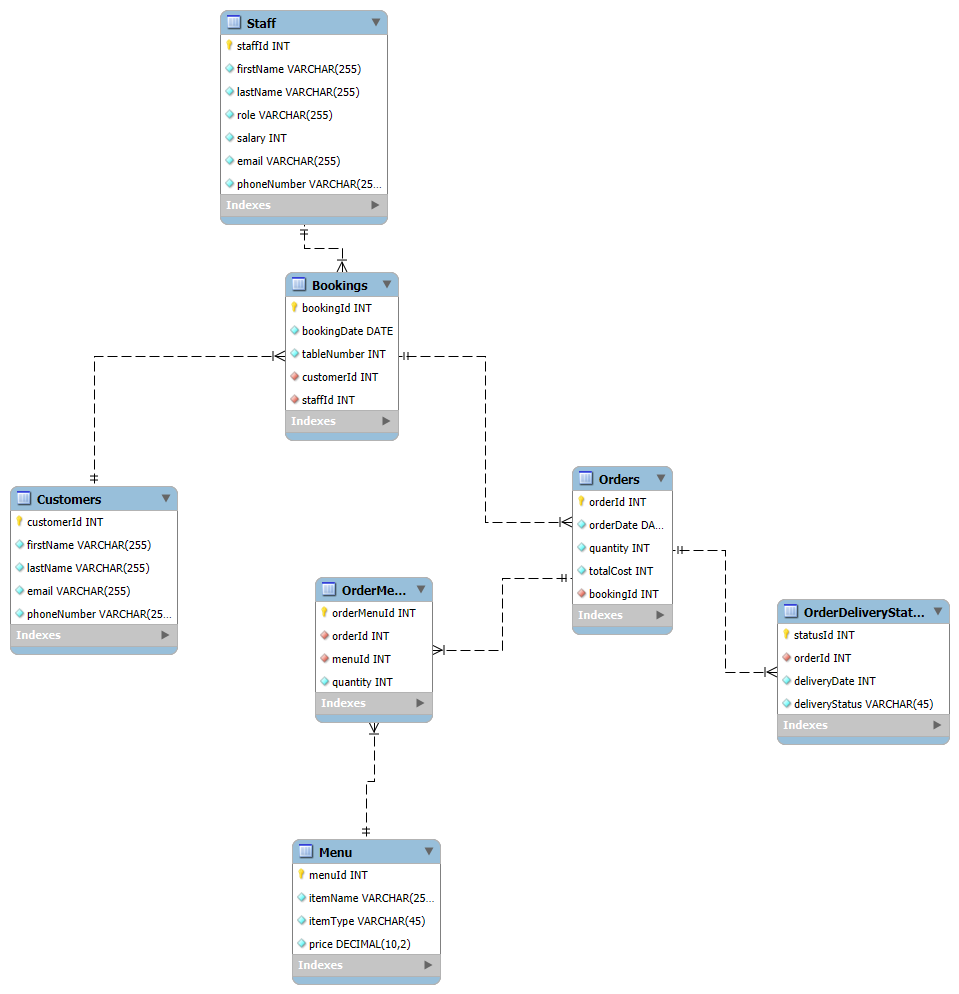 Staff
staffId INT
firstName VARCHAR(255)
lastName VARCHAR(255)
role VARCHAR(255)
salary INT
email VARCHAR(255)
phoneNumber VARCHAR(25...
Indexes
Bookings
bookingId INT
bookingDate DATE
tableNumber INT
customerId INT
staffId INT
Indexes
Customers
customerId INT
firstName VARCHAR(255)
lastName VARCHAR(255)
email VARCHAR(255)
phoneNumber VARCHAR(25...
Indexes
Orders
orderId INT
orderDate DA...
quantity INT
totalCost INT
bookingId INT
Indexes
OrderMe...
orderMenuId INT
orderId INT
menuId INT
quantity INT
Indexes
OrderDeliveryStat...
statusId INT
orderId INT
deliveryDate INT
deliveryStatus VARCHAR(45)
Indexes
Menu
menuId INT
itemName VARCHAR(25...
itemType VARCHAR(45)
price DECIMAL(10,2)
Indexes